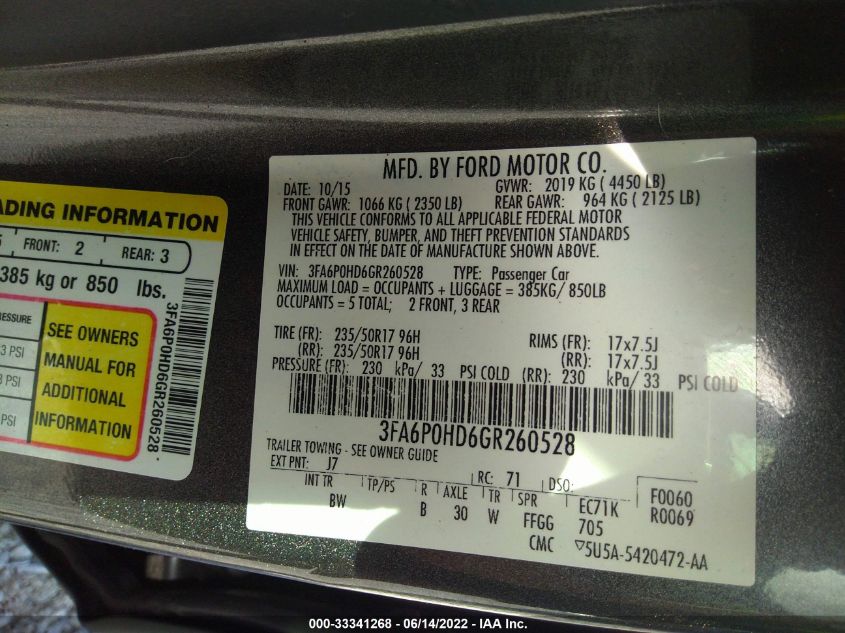 ADING INFORMATION
FRONT: 2 REAR: 3
385 kg or 850 lbs.
3 PSI
PSI
PSI
SEE OWNERS
MANUAL FOR
ADDITIONAL
INFORMATION
3FA6P0HD6GR260528
MFD. BY FORD MOTOR CO.
DATE: 10/15 GVWR: 2019 KG ( 4450 LB)
FRONT GAWR: 1066 KG ( 2350 LB) REAR GAWR: 964 KG ( 2125 LB)
THIS VEHICLE CONFORMS TO ALL APPLICABLE FEDERAL MOTOR
VEHICLE SAFETY, BUMPER, AND THEFT PREVENTION STANDARDS
IN EFFECT ON THE DATE OF MANUFACTURE SHOWN ABOVE.
VIN: 3FA6P0HD6GR260528 TYPE: Passenger Car
MAXIMUM LOAD = OCCUPANTS + LUGGAGE = 385KG/ 850LB
OCCUPANTS = 5 TOTAL; 2 FRONT, 3 REAR
TIRE (FR): 235/50R17 96H RIMS (FR): 17x7.5J
(RR): 235/50R17 96H (RR): 17x7.5J
PRESSURE (FR): 230 kPa/ 33 PSI COLD (RR): 230 kPa/ 33 PSI COLD
3FA6P0HD6GR260528
TRAILER TOWING - SEE OWNER GUIDE
EXT PNT: J7 RC: 71 DSO: F0060
R0069
INT TR TP/PS R AXLE TR SPR EC71K
BW B 30 W FFGG 705
CMC ▽5U5A-5420472-AA
000-33341268 - 06/14/2022 - IAA Inc.